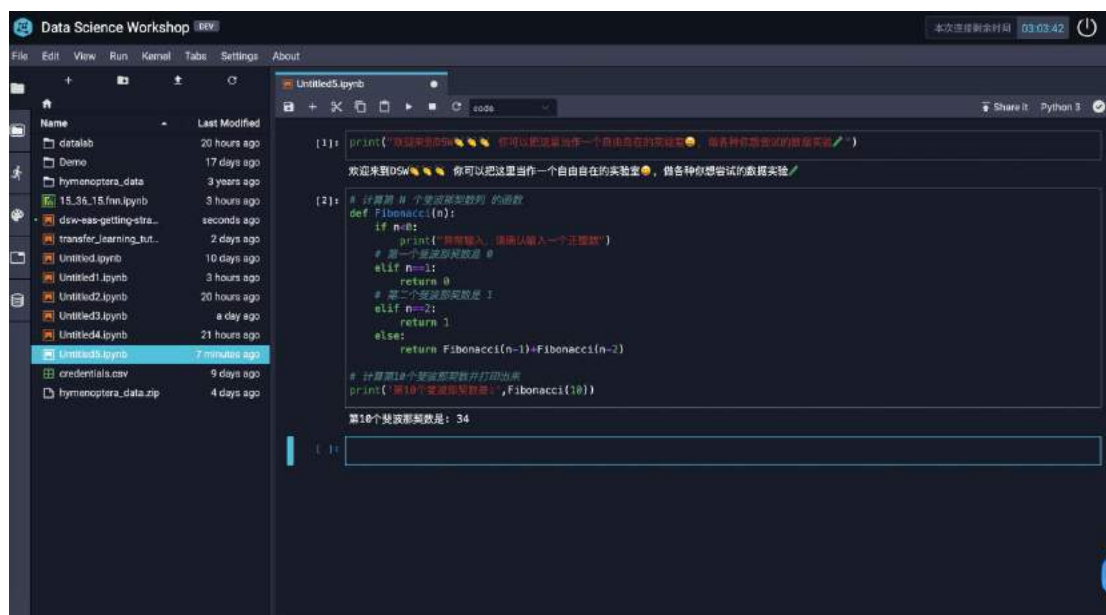 Data Science Workshop DEV
本次连接剩余时间 03:03:42
File Edit View Run Kernel Tabs Settings About
Untitled5.ipynb
code
Share it Python 3
Name Last Modified
datalab 20 hours ago
Demo 17 days ago
hymenoptera_data 3 years ago
15_36_15.fnn.ipynb 3 hours ago
dsw-eas-getting-stra… seconds ago
transfer_learning_tut… 2 days ago
Untitled.ipynb 10 days ago
Untitled1.ipynb 3 hours ago
Untitled2.ipynb 20 hours ago
Untitled3.ipynb a day ago
Untitled4.ipynb 21 hours ago
Untitled5.ipynb 7 minutes ago
credentials.csv 9 days ago
hymenoptera_data.zip 4 days ago
[1]: print("欢迎来到DSW👏👏👏 你可以把这里当作一个自由自在的实验室😄, 做各种你想尝试的数据实验🧪")
欢迎来到DSW👏👏👏 你可以把这里当作一个自由自在的实验室😄, 做各种你想尝试的数据实验🧪
[2]: # 计算第 N 个斐波那契数列 的函数
def Fibonacci(n):
if n<0:
print("异常输入, 请确认输入一个正整数")
# 第一个斐波那契数是 0
elif n==1:
return 0
# 第二个斐波那契数是 1
elif n==2:
return 1
else:
return Fibonacci(n-1)+Fibonacci(n-2)
# 计算第10个斐波那契数并打印出来
print('第10个斐波那契数是:',Fibonacci(10))
第10个斐波那契数是: 34
[ ]: